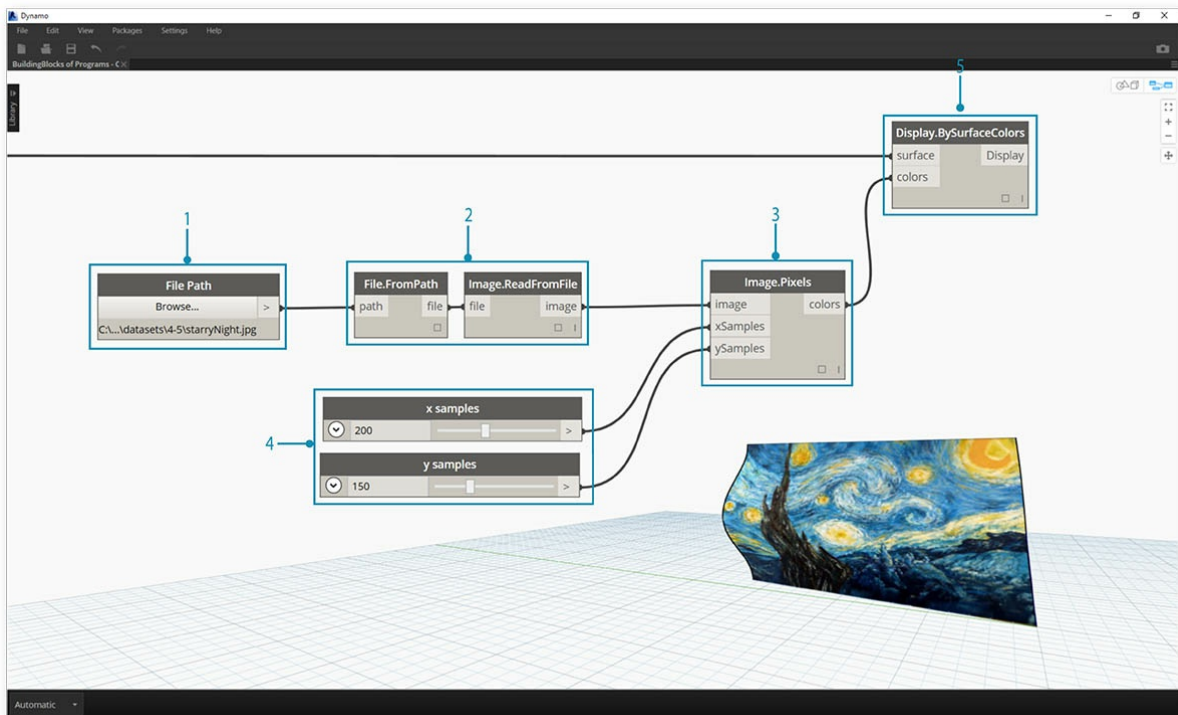 Dynamo
File Edit View Packages Settings Help
BuildingBlocks of Programs - C
Library
5
Display.BySurfaceColors
surface Display
colors
1
2
3
File Path
Browse... >
C:\...\datasets\4-5\starryNight.jpg
File.FromPath
path file
Image.ReadFromFile
file image
Image.Pixels
image colors
xSamples
ySamples
4
x samples
200 >
y samples
150 >
Automatic